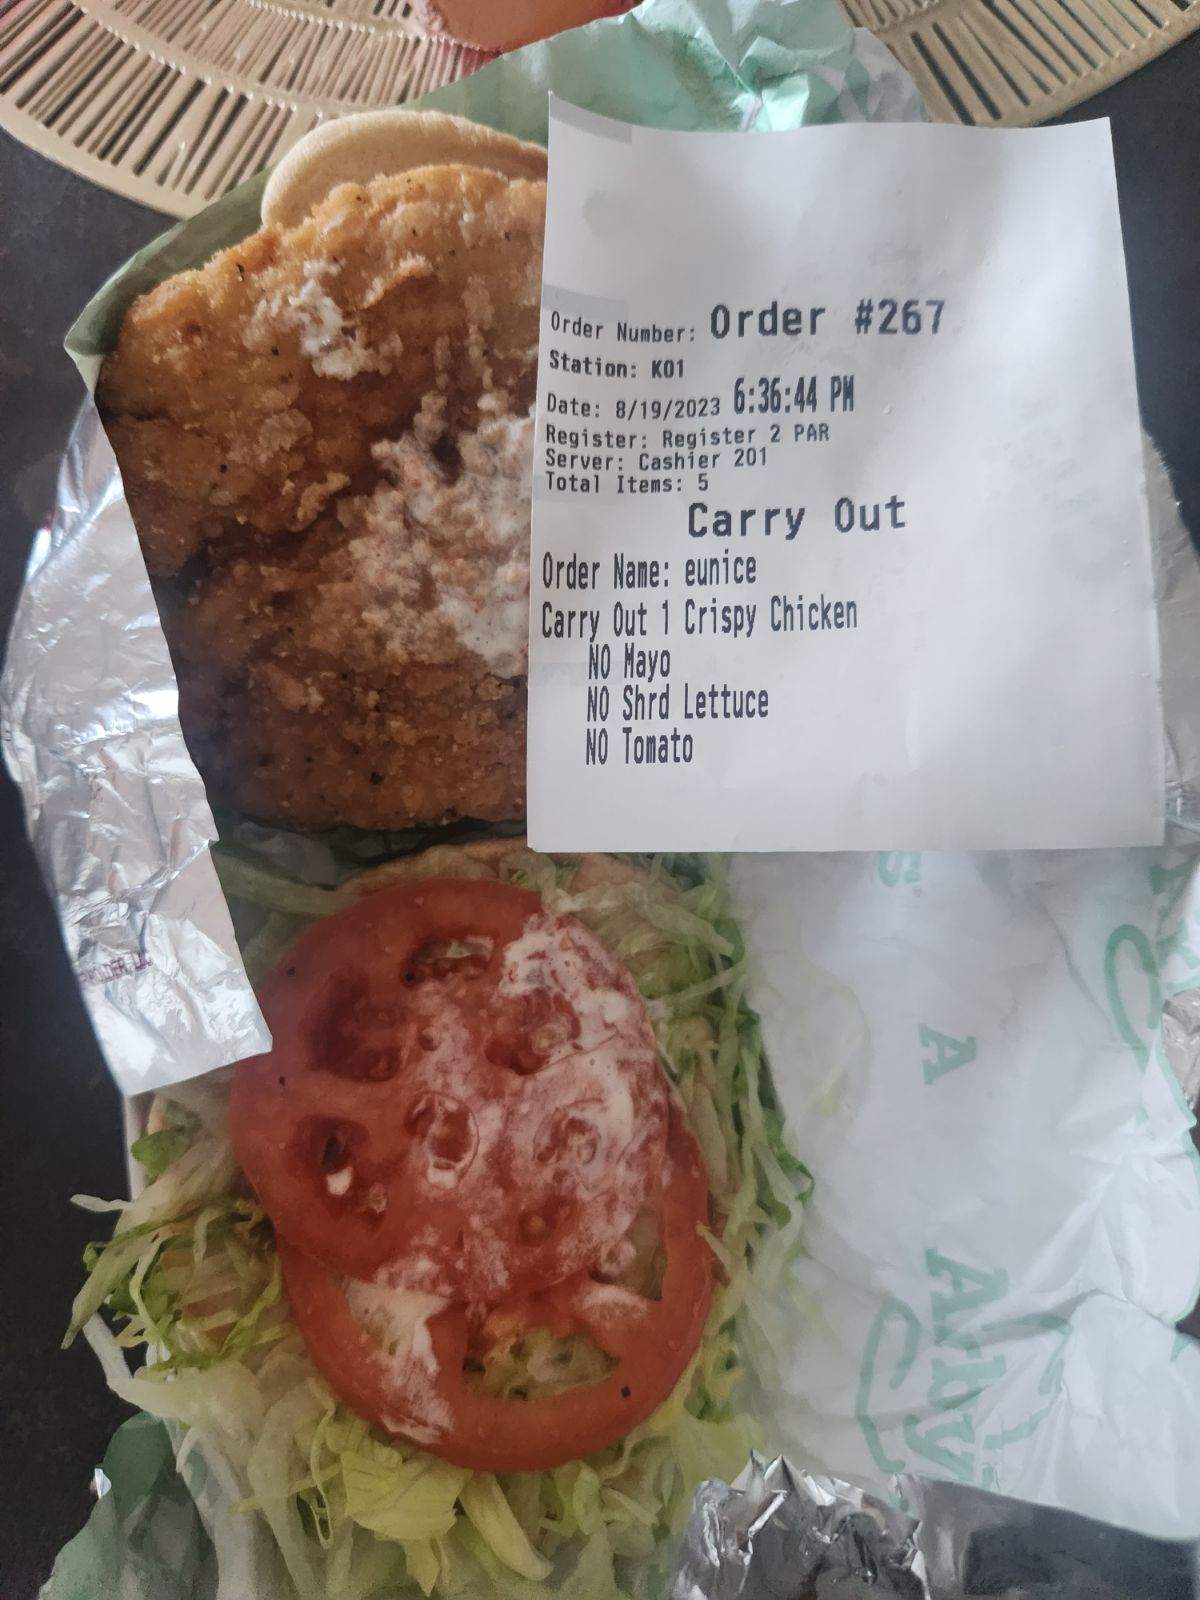 Order Number: Order #267
Station: K01
Date: 8/19/2023 6:36:44 PM
Register: Register 2 PAR
Server: Cashier 201
Total Items: 5
Carry Out
Order Name: eunice
Carry Out 1 Crispy Chicken
NO Mayo
NO Shrd Lettuce
NO Tomato
A